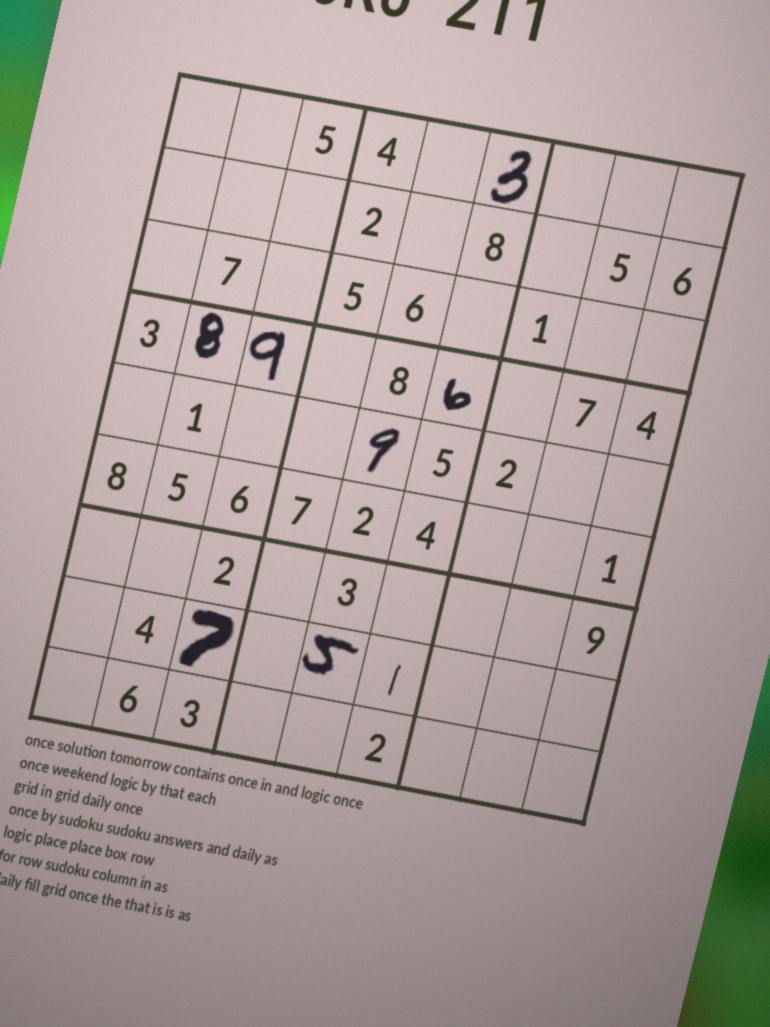 211
5 4 3
2 8 5 6
7 5 6 1
3 8 9 8 6 7 4
1 9 5 2
8 5 6 7 2 4 1
2 3 9
4 7 5 1
6 3 2
once solution tomorrow contains once in and logic once
once weekend logic by that each
grid in grid daily once
once by sudoku sudoku answers and daily as
logic place place box row
for row sudoku column in as
daily fill grid once the that is is as